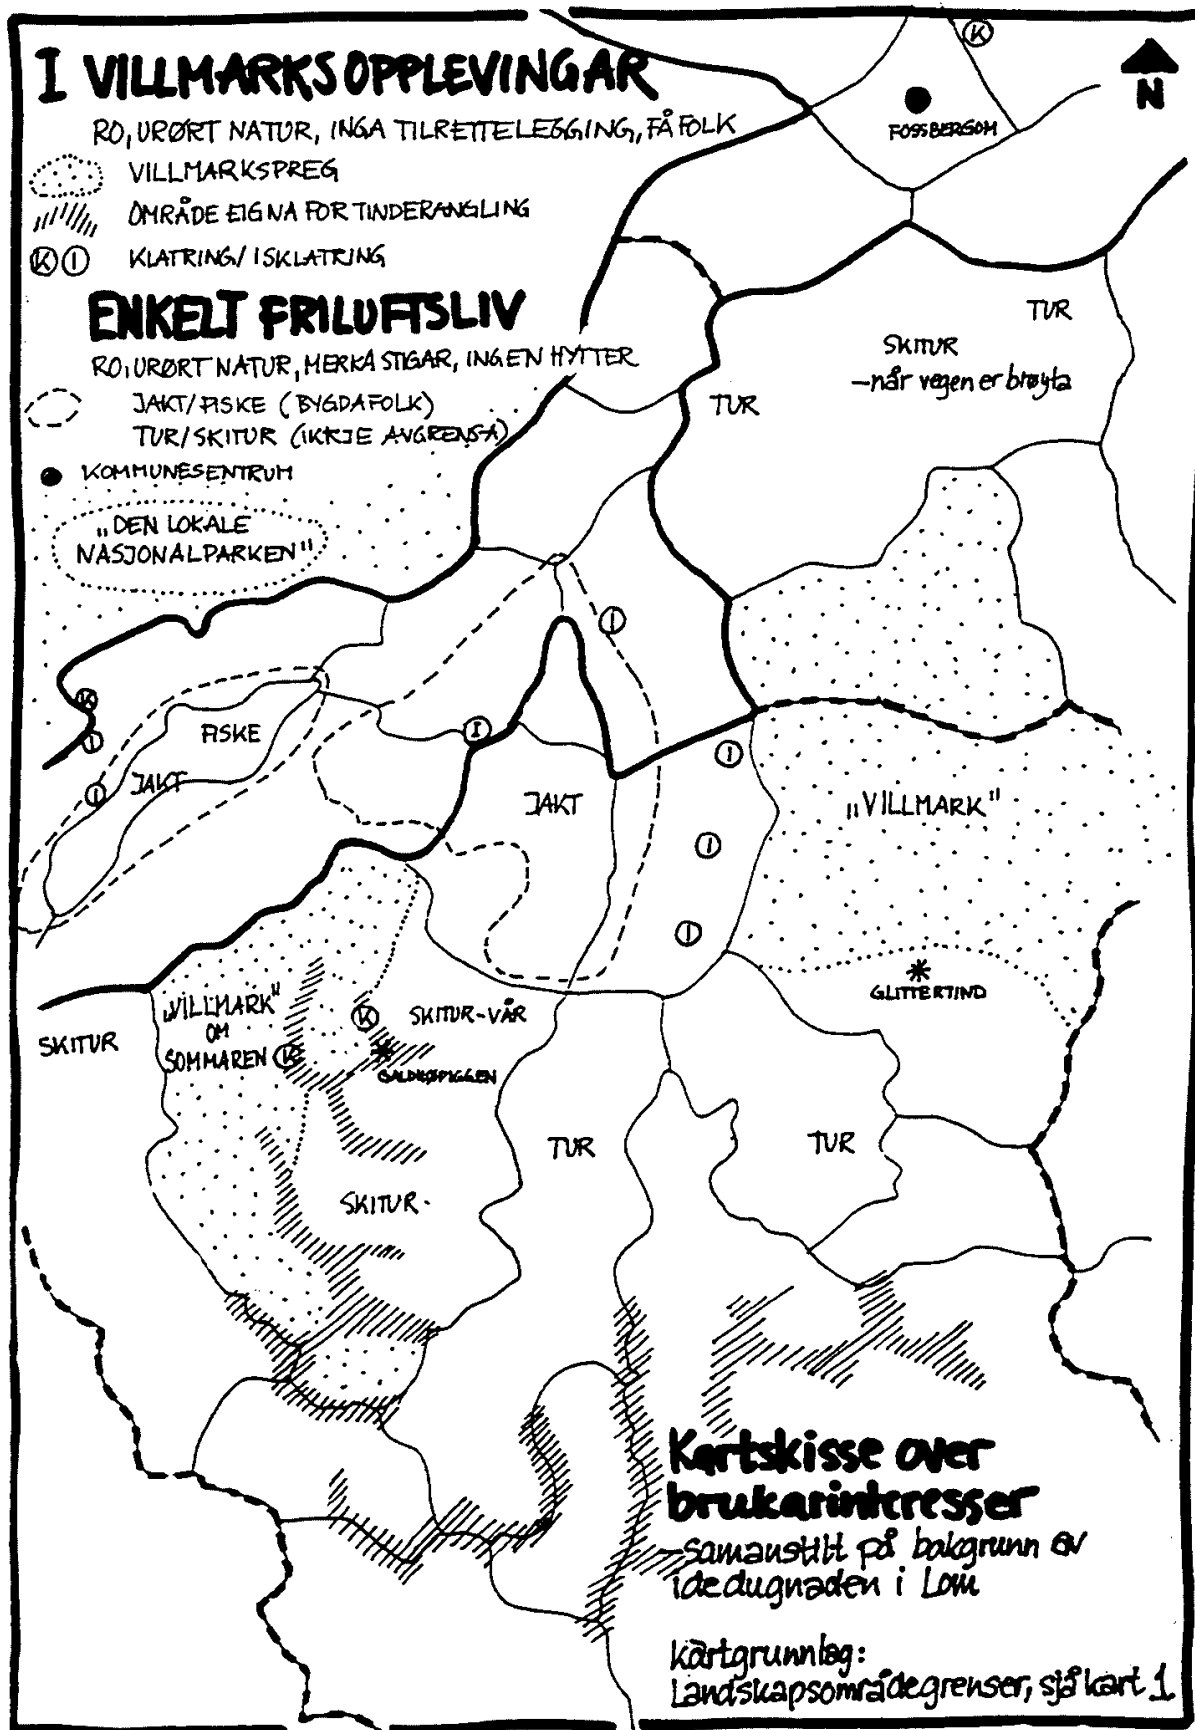 I VILLMARKSOPPLEVINGAR
RO, URØRT NATUR, INGA TILRETTELEGGING, FÅ FOLK
VILLMARKSPREG
OMRÅDE EIGNA FOR TINDERANGLING
K I KLATRING/ISKLATRING
ENKELT FRILUFTSLIV
RO, URØRT NATUR, MERKA STIGAR, INGEN HYTTER
JAKT/FISKE (BYGDAFOLK)
TUR/SKITUR (IKKJE AVGRENSA)
KOMMUNESENTRUM
„DEN LOKALE
NASJONALPARKEN"
K
N
FOSSBERGOM
TUR
SKITUR
—når vegen er brøyta
TUR
I
K
I
FISKE
JAKT
I
I
JAKT
I
„VILLMARK"
I
I
GLITTERTIND
SKITUR
„VILLMARK"
OM
SOMMAREN
K
K
SKITUR-VÅR
GALDHØPIGGEN
TUR
TUR
SKITUR-
Kartskisse over
brukarinteresser
—samanstilt på bakgrunn av
idedugnaden i Lom
Kartgrunnlag:
Landskapsområdegrenser, sjå kart 1